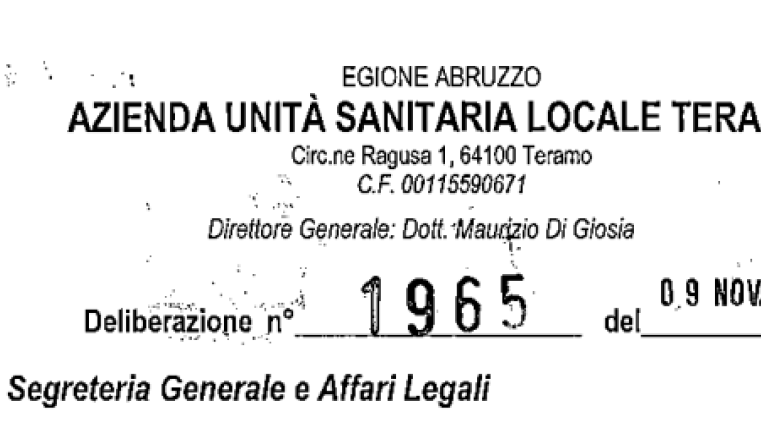 EGIONE ABRUZZO
AZIENDA UNITÀ SANITARIA LOCALE TERA
Circ.ne Ragusa 1, 64100 Teramo
C.F. 00115590671
Direttore Generale: Dott. Maurizio Di Giosia
Deliberazione n° 1965 del 09 NOV.
Segreteria Generale e Affari Legali